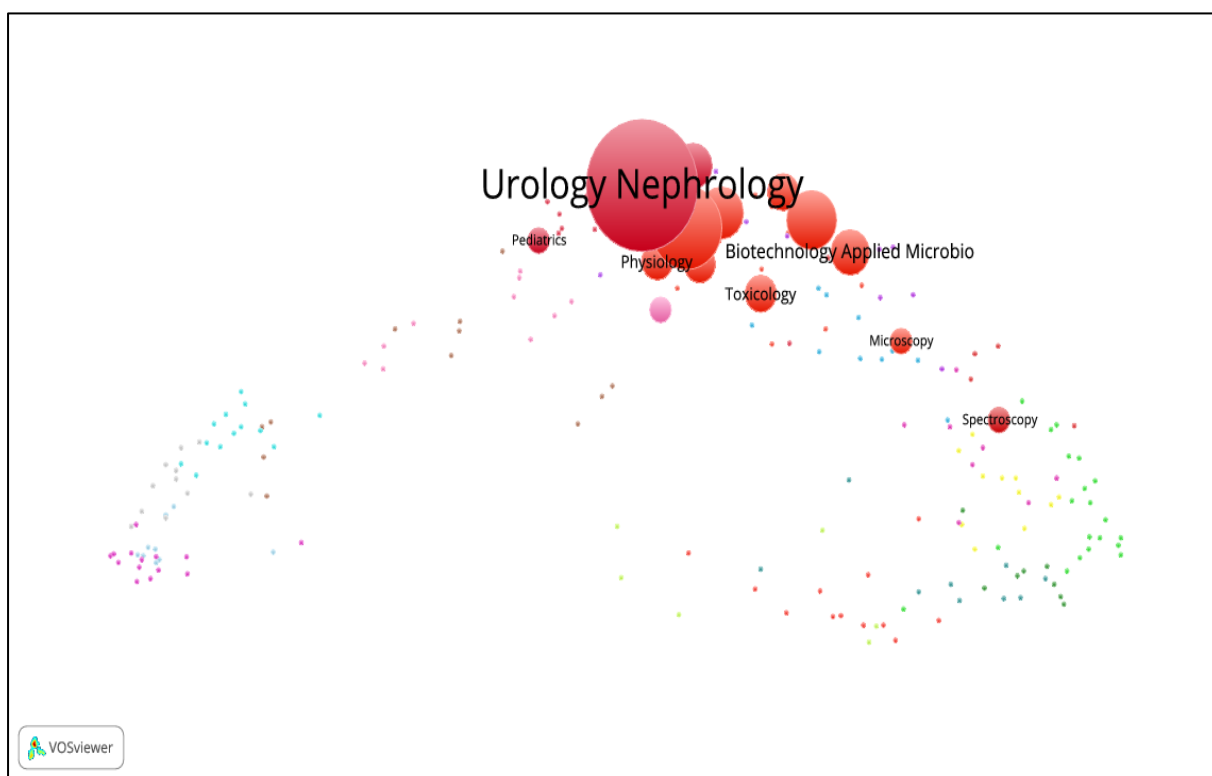 Urology Nephrology
Pediatrics
Biotechnology Applied Microbio
Physiology
Toxicology
Microscopy
Spectroscopy
VOSviewer